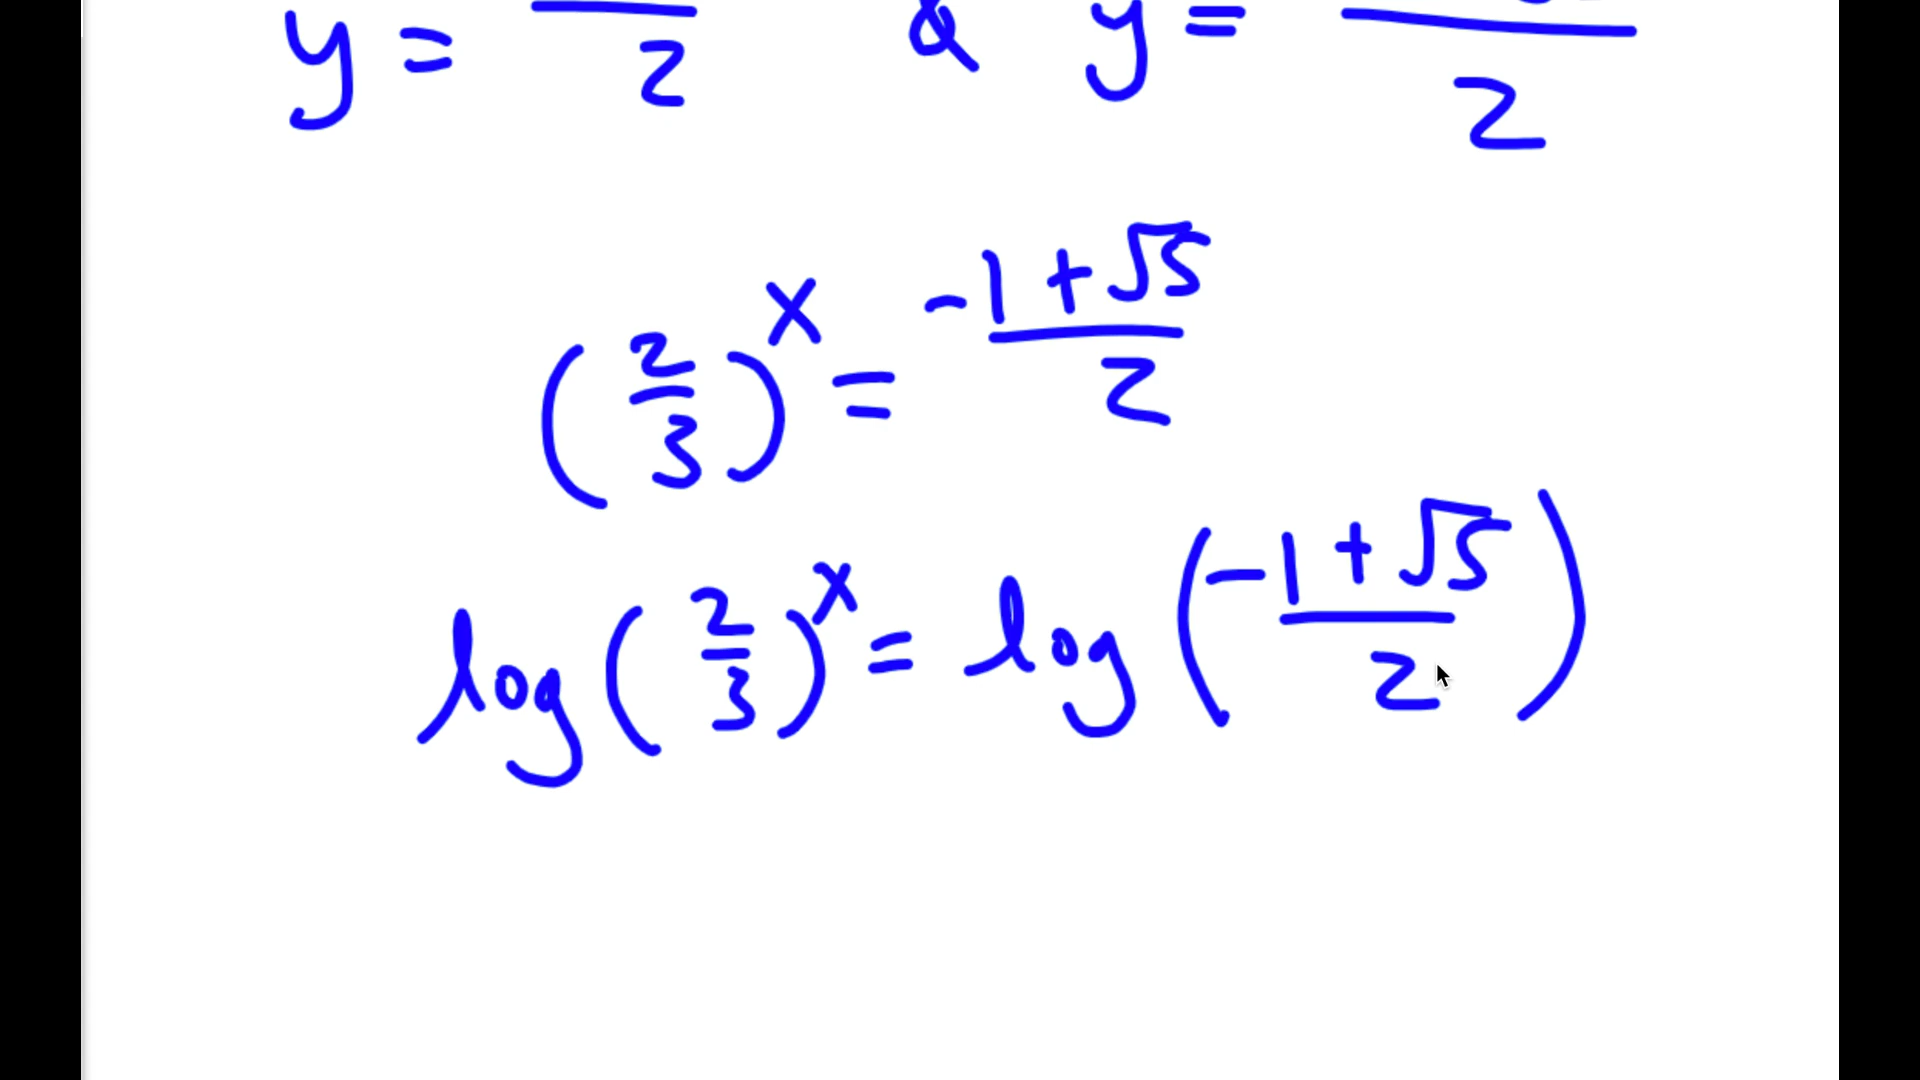 y = /2 & y = /2
(2/3)^x = (-1+√5)/2
log(2/3)^x = log((-1+√5)/2)